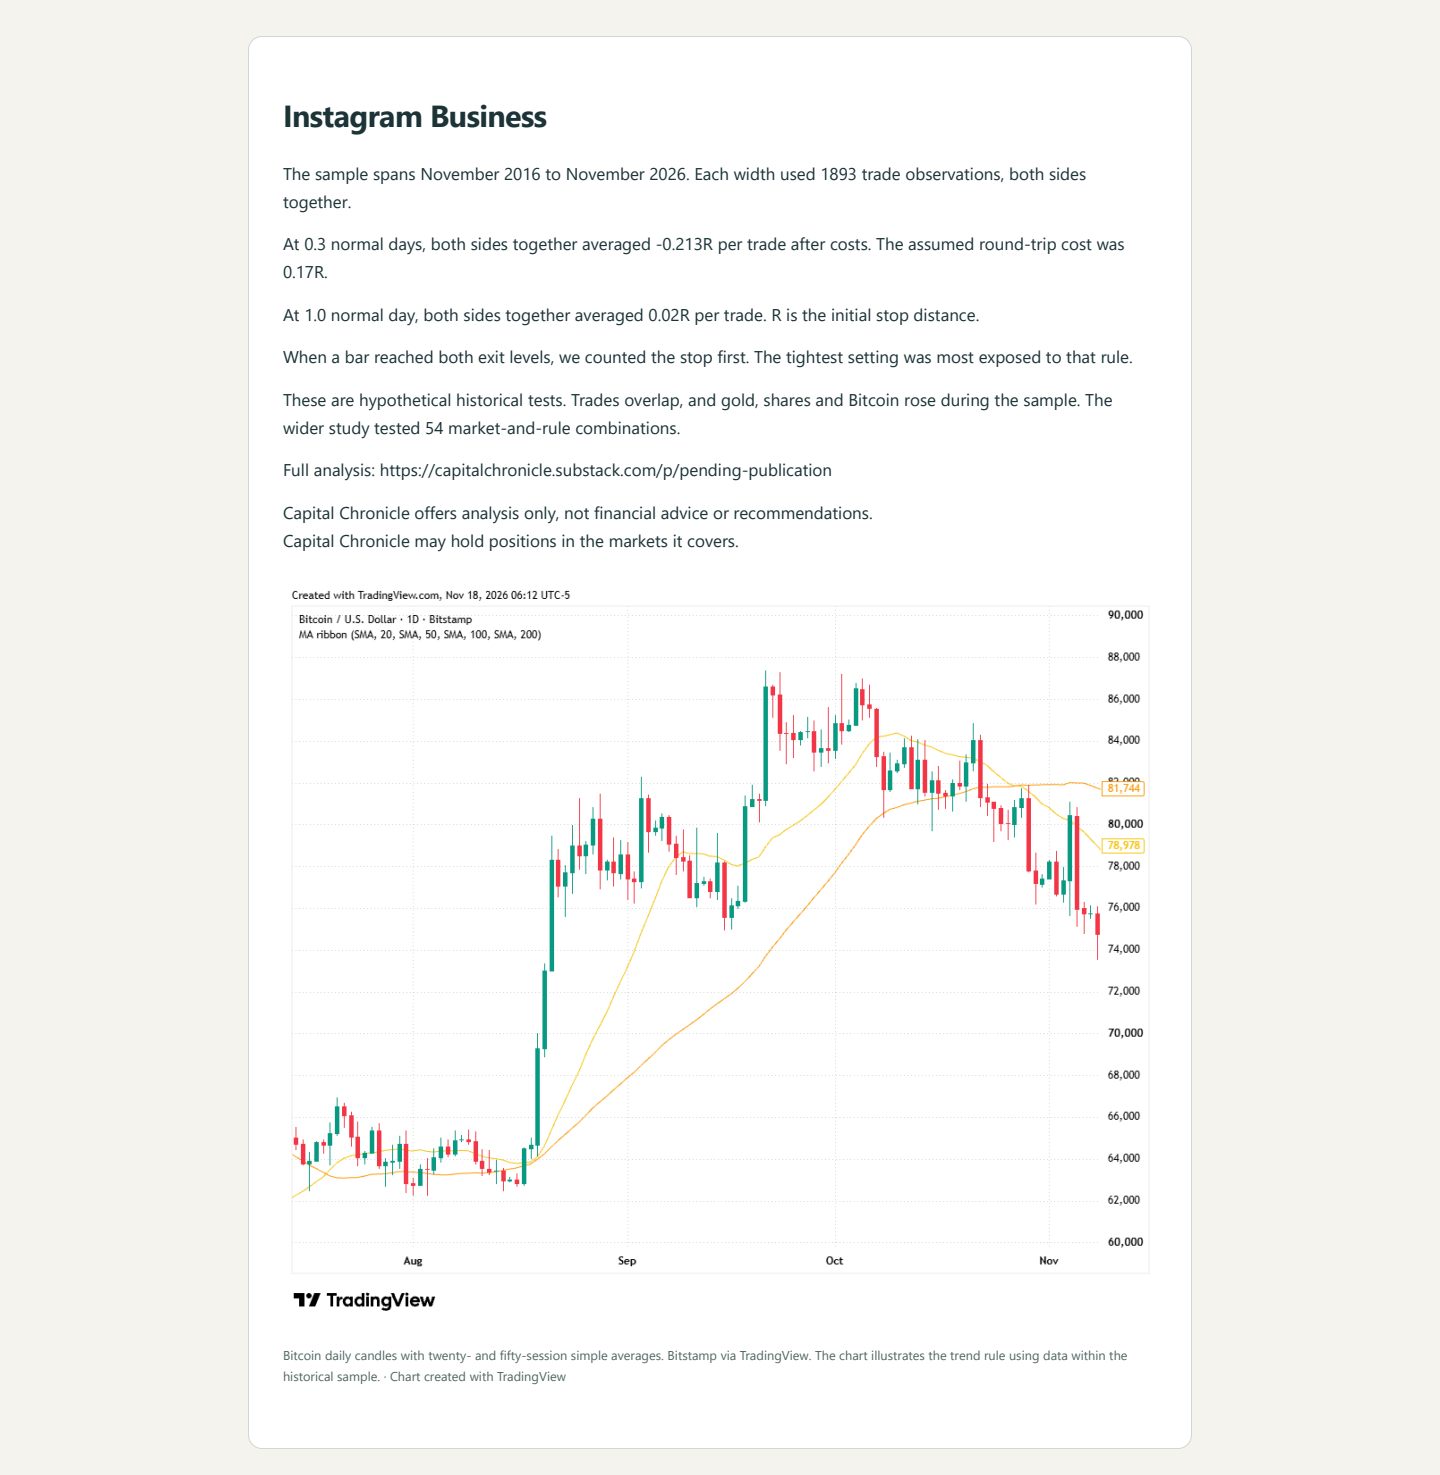 Instagram Business
The sample spans November 2016 to November 2026. Each width used 1893 trade observations, both sides
together.
At 0.3 normal days, both sides together averaged -0.213R per trade after costs. The assumed round-trip cost was
0.17R.
At 1.0 normal day, both sides together averaged 0.02R per trade. R is the initial stop distance.
When a bar reached both exit levels, we counted the stop first. The tightest setting was most exposed to that rule.
These are hypothetical historical tests. Trades overlap, and gold, shares and Bitcoin rose during the sample. The
wider study tested 54 market-and-rule combinations.
Full analysis: https://capitalchronicle.substack.com/p/pending-publication
Capital Chronicle offers analysis only, not financial advice or recommendations.
Capital Chronicle may hold positions in the markets it covers.
Created with TradingView.com, Nov 18, 2026 06:12 UTC-5
Bitcoin / U.S. Dollar · 1D · Bitstamp
MA ribbon (SMA, 20, SMA, 50, SMA, 100, SMA, 200)
90,000
88,000
86,000
84,000
82,000
81,744
80,000
78,978
78,000
76,000
74,000
72,000
70,000
68,000
66,000
64,000
62,000
60,000
Aug Sep Oct Nov
TradingView
Bitcoin daily candles with twenty- and fifty-session simple averages. Bitstamp via TradingView. The chart illustrates the trend rule using data within the
historical sample. · Chart created with TradingView